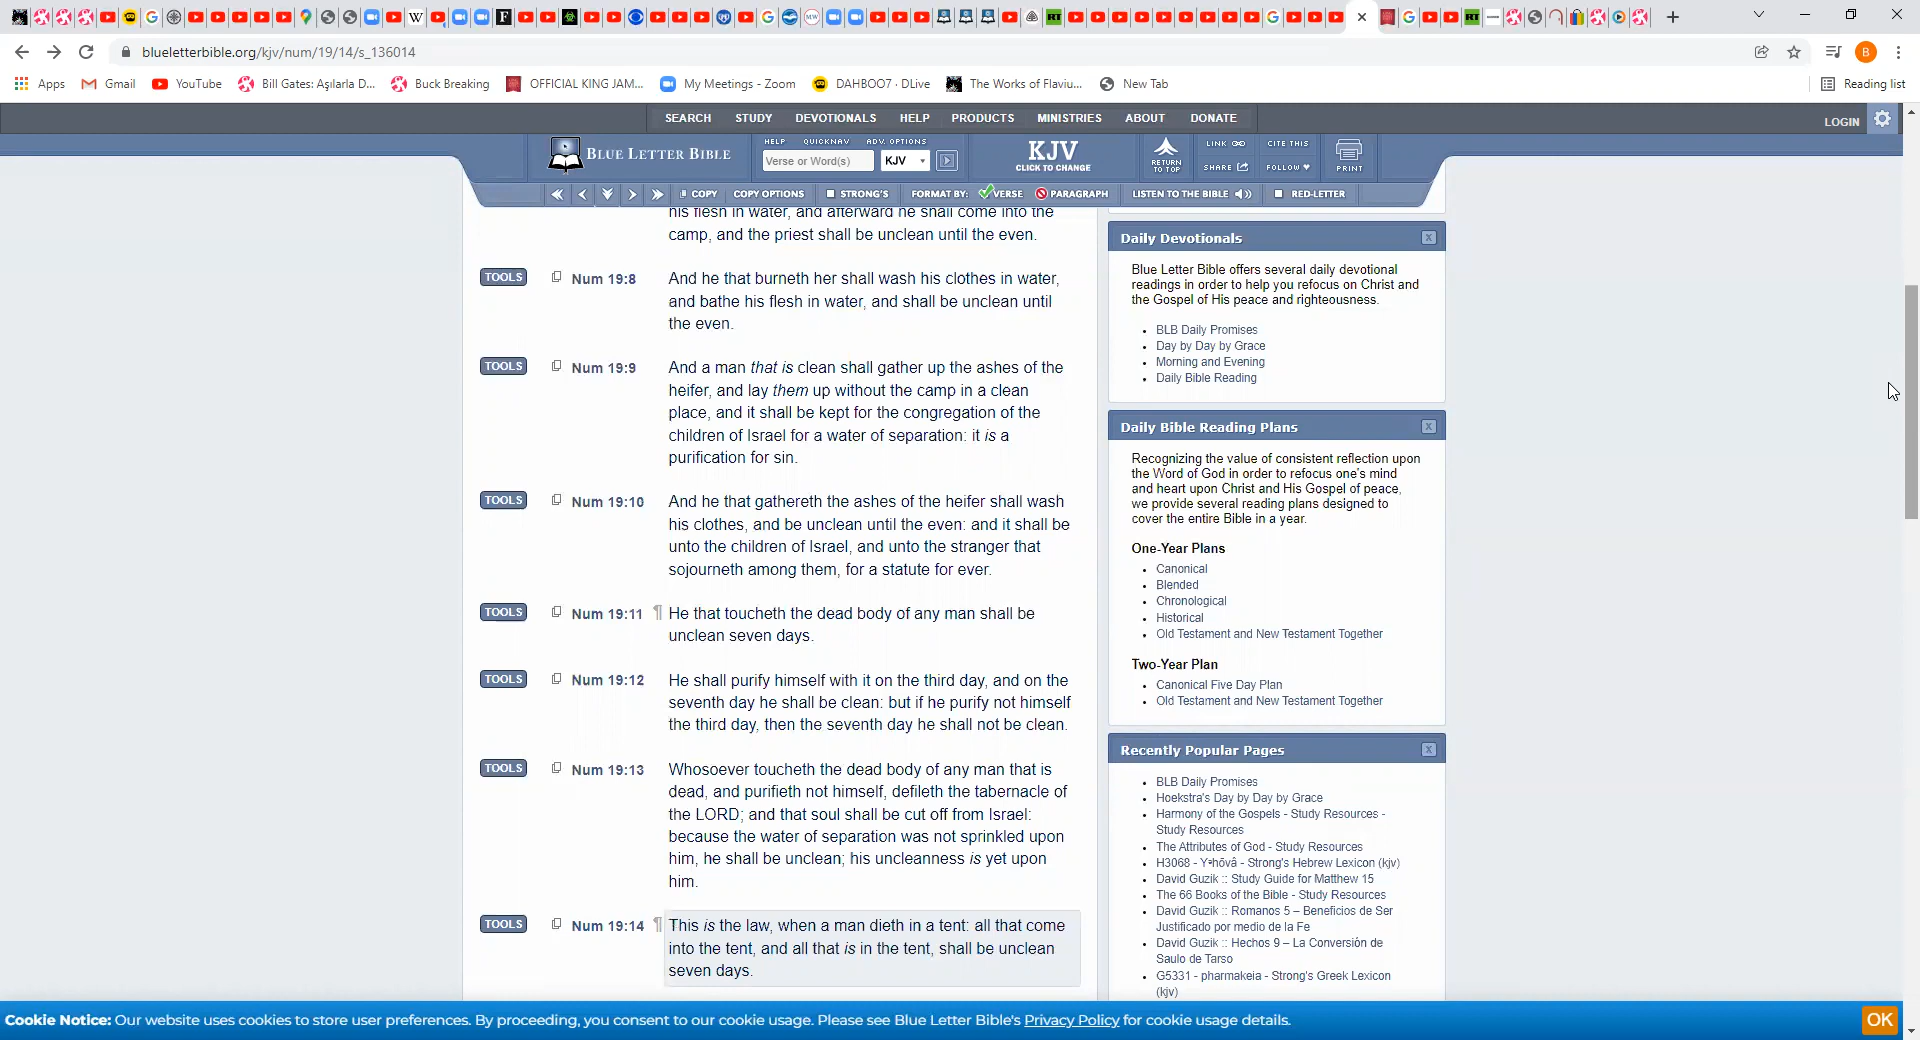 blueletterbible.org/kjv/num/19/14/s_136014
B
Apps
Gmail
YouTube
Bill Gates: Aşılarla D...
Buck Breaking
OFFICIAL KING JAM...
My Meetings - Zoom
DAHBOO7 · DLive
The Works of Flaviu...
New Tab
Reading list
SEARCH STUDY DEVOTIONALS HELP PRODUCTS MINISTRIES ABOUT DONATE
LOGIN
BLUE LETTER BIBLE
HELP QUICKNAV ADV. OPTIONS
Verse or Word(s)
KJV
KJV
CLICK TO CHANGE
RETURN
TO TOP
LINK
SHARE
CITE THIS
FOLLOW
PRINT
COPY COPY OPTIONS STRONG'S FORMAT BY: VERSE PARAGRAPH LISTEN TO THE BIBLE RED-LETTER
his flesh in water, and afterward he shall come into the
camp, and the priest shall be unclean until the even.
TOOLS Num 19:8 And he that burneth her shall wash his clothes in water,
and bathe his flesh in water, and shall be unclean until
the even.
TOOLS Num 19:9 And a man that is clean shall gather up the ashes of the
heifer, and lay them up without the camp in a clean
place, and it shall be kept for the congregation of the
children of Israel for a water of separation: it is a
purification for sin.
TOOLS Num 19:10 And he that gathereth the ashes of the heifer shall wash
his clothes, and be unclean until the even: and it shall be
unto the children of Israel, and unto the stranger that
sojourneth among them, for a statute for ever.
TOOLS Num 19:11 ¶ He that toucheth the dead body of any man shall be
unclean seven days.
TOOLS Num 19:12 He shall purify himself with it on the third day, and on the
seventh day he shall be clean: but if he purify not himself
the third day, then the seventh day he shall not be clean.
TOOLS Num 19:13 Whosoever toucheth the dead body of any man that is
dead, and purifieth not himself, defileth the tabernacle of
the LORD; and that soul shall be cut off from Israel:
because the water of separation was not sprinkled upon
him, he shall be unclean; his uncleanness is yet upon
him.
TOOLS Num 19:14 ¶ This is the law, when a man dieth in a tent: all that come
into the tent, and all that is in the tent, shall be unclean
seven days.
Daily Devotionals
Blue Letter Bible offers several daily devotional
readings in order to help you refocus on Christ and
the Gospel of His peace and righteousness.
BLB Daily Promises
Day by Day by Grace
Morning and Evening
Daily Bible Reading
Daily Bible Reading Plans
Recognizing the value of consistent reflection upon
the Word of God in order to refocus one's mind
and heart upon Christ and His Gospel of peace,
we provide several reading plans designed to
cover the entire Bible in a year.
One-Year Plans
Canonical
Blended
Chronological
Historical
Old Testament and New Testament Together
Two-Year Plan
Canonical Five Day Plan
Old Testament and New Testament Together
Recently Popular Pages
BLB Daily Promises
Hoekstra's Day by Day by Grace
Harmony of the Gospels - Study Resources -
Study Resources
The Attributes of God - Study Resources
H3068 - Yᵊhōvâ - Strong's Hebrew Lexicon (kjv)
David Guzik :: Study Guide for Matthew 15
The 66 Books of the Bible - Study Resources
David Guzik :: Romanos 5 – Beneficios de Ser
Justificado por medio de la Fe
David Guzik :: Hechos 9 – La Conversión de
Saulo de Tarso
G5331 - pharmakeia - Strong's Greek Lexicon
(kjv)
Cookie Notice: Our website uses cookies to store user preferences. By proceeding, you consent to our cookie usage. Please see Blue Letter Bible's Privacy Policy for cookie usage details.
OK